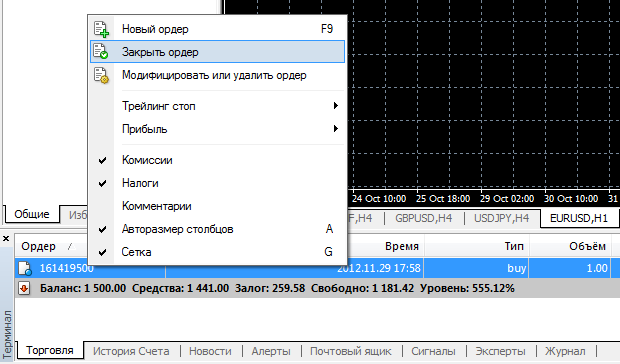 Новый ордер F9
Закрыть ордер
Модифицировать или удалить ордер
Трейлинг стоп
Прибыль
Комиссии
Налоги
Комментарии
Авторазмер столбцов A
Сетка G
24 Oct 10:00 25 Oct 18:00 29 Oct 02:00 30 Oct 10:00 31
Общие Изб F,H4 GBPUSD,H4 USDJPY,H4 EURUSD,H1
Ордер / Время Тип Объём
161419500 2012.11.29 17:58 buy 1.00
Баланс: 1 500.00 Средства: 1 441.00 Залог: 259.58 Свободно: 1 181.42 Уровень: 555.12%
Терминал
Торговля История Счета Новости Алерты Почтовый ящик Сигналы Эксперты Журнал